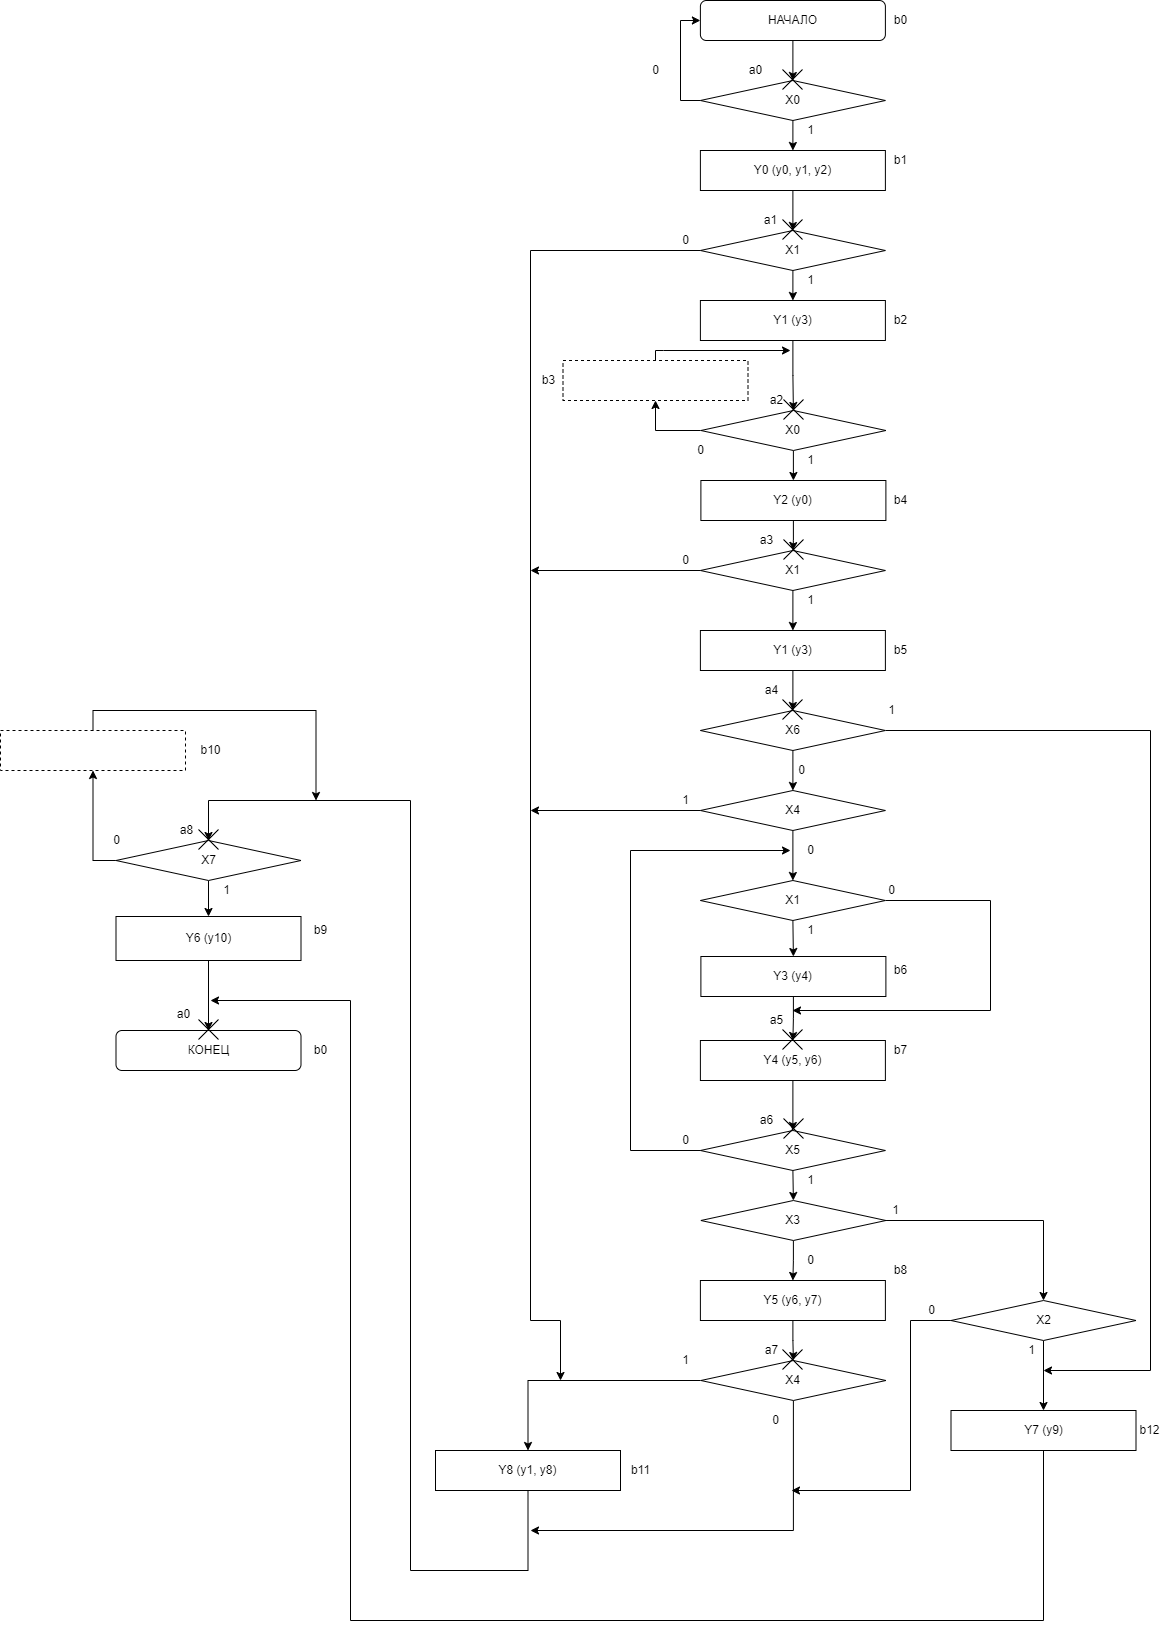 НАЧАЛО
b0
0
a0
X0
1
Y0 (y0, y1, y2)
b1
a1
0
X1
1
Y1 (y3)
b2
b3
a2
X0
0
1
Y2 (y0)
b4
a3
0
X1
1
Y1 (y3)
b5
a4
1
X6
0
1
X4
0
0
X1
1
Y3 (y4)
b6
a5
Y4 (y5, y6)
b7
a6
0
X5
1
1
X3
0
b8
Y5 (y6, y7)
0
X2
1
a7
1
X4
0
Y7 (y9)
b12
Y8 (y1, y8)
b11
b10
a8
0
X7
1
Y6 (y10)
b9
a0
КОНЕЦ
b0